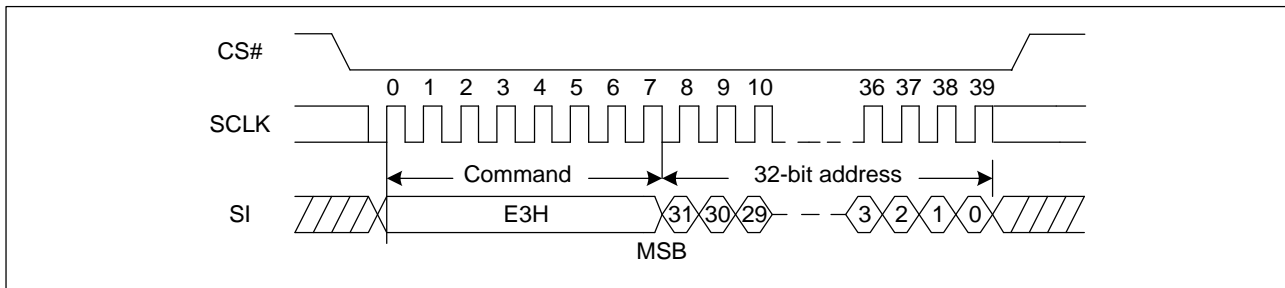 CS#
0 1 2 3 4 5 6 7 8 9 10 36 37 38 39
SCLK
Command 32-bit address
SI E3H 31 30 29 3 2 1 0
MSB